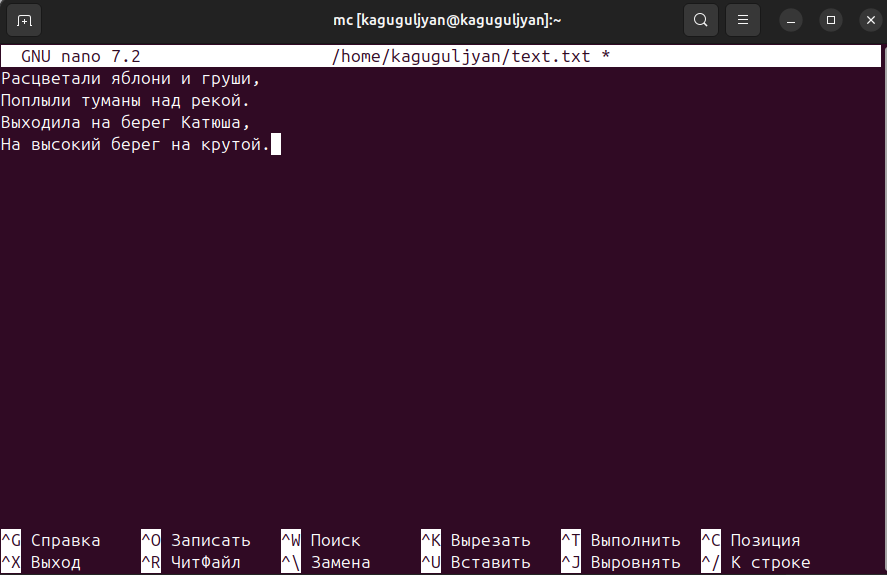 mc [kaguguljyan@kaguguljyan]:~
GNU nano 7.2 /home/kaguguljyan/text.txt *
Расцветали яблони и груши,
Поплыли туманы над рекой.
Выходила на берег Катюша,
На высокий берег на крутой.
^G Справка ^O Записать ^W Поиск ^K Вырезать ^T Выполнить ^C Позиция
^X Выход ^R ЧитФайл ^\ Замена ^U Вставить ^J Выровнять ^/ К строке